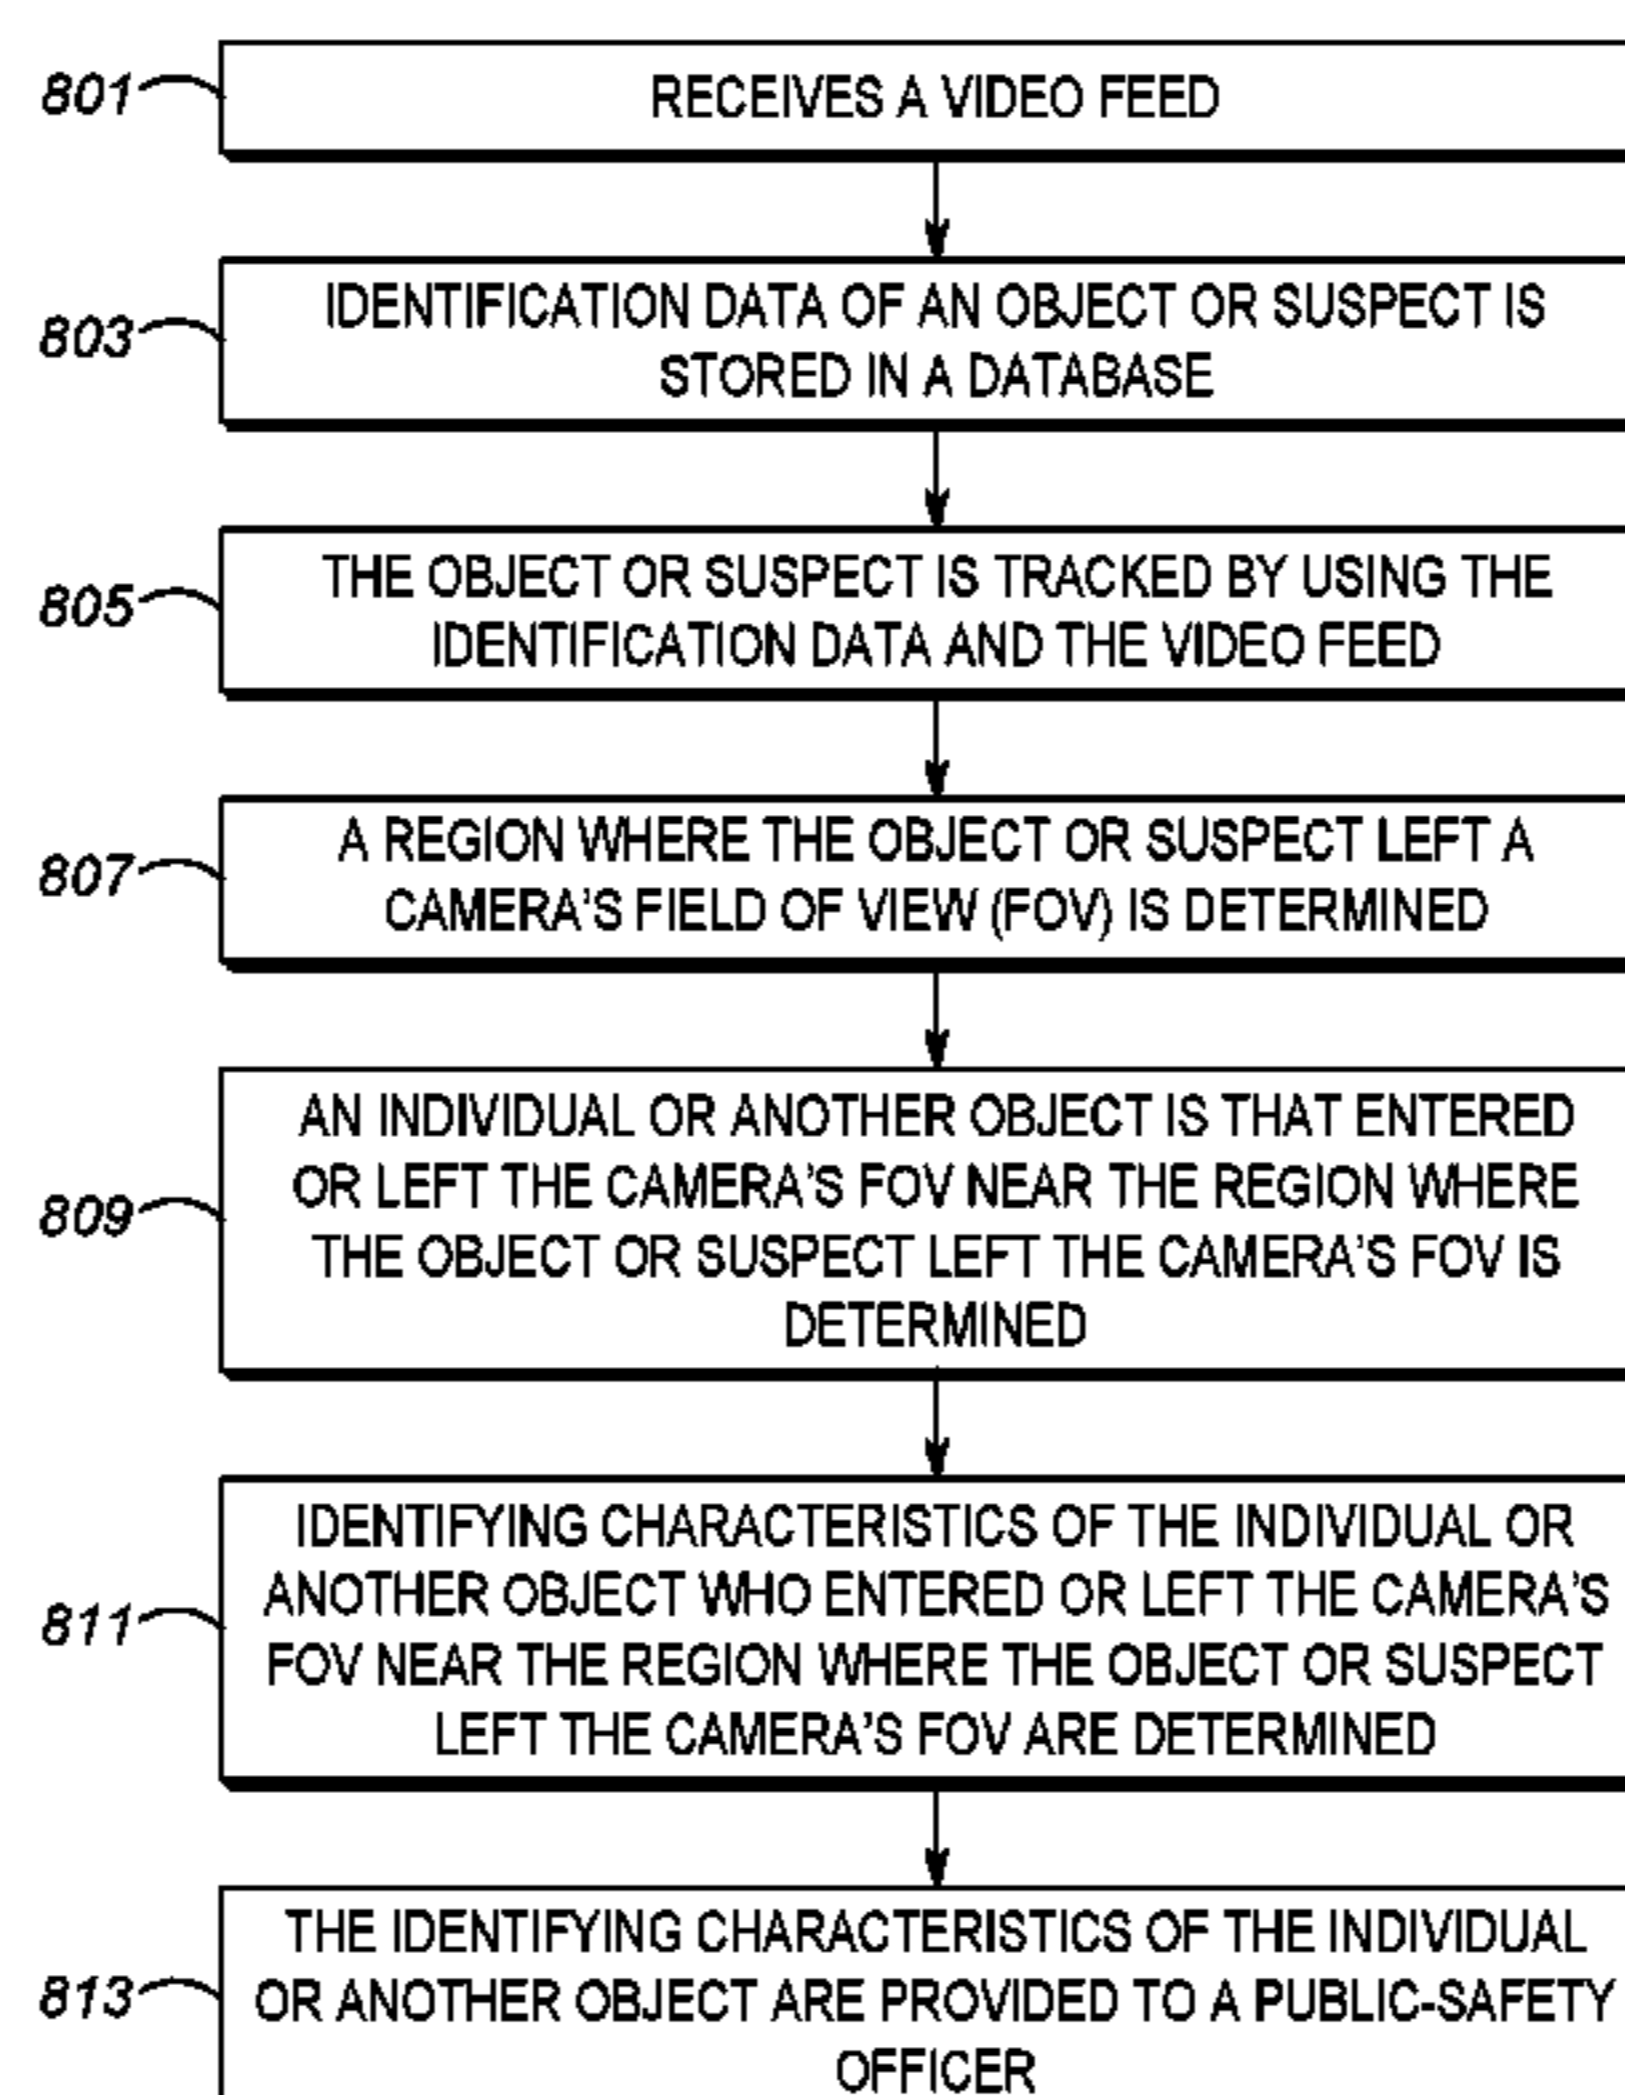 801
RECEIVES A VIDEO FEED
803
IDENTIFICATION DATA OF AN OBJECT OR SUSPECT IS
STORED IN A DATABASE
805
THE OBJECT OR SUSPECT IS TRACKED BY USING THE
IDENTIFICATION DATA AND THE VIDEO FEED
807
A REGION WHERE THE OBJECT OR SUSPECT LEFT A
CAMERA'S FIELD OF VIEW (FOV) IS DETERMINED
809
AN INDIVIDUAL OR ANOTHER OBJECT IS THAT ENTERED
OR LEFT THE CAMERA'S FOV NEAR THE REGION WHERE
THE OBJECT OR SUSPECT LEFT THE CAMERA'S FOV IS
DETERMINED
811
IDENTIFYING CHARACTERISTICS OF THE INDIVIDUAL OR
ANOTHER OBJECT WHO ENTERED OR LEFT THE CAMERA'S
FOV NEAR THE REGION WHERE THE OBJECT OR SUSPECT
LEFT THE CAMERA'S FOV ARE DETERMINED
813
THE IDENTIFYING CHARACTERISTICS OF THE INDIVIDUAL
OR ANOTHER OBJECT ARE PROVIDED TO A PUBLIC-SAFETY
OFFICER